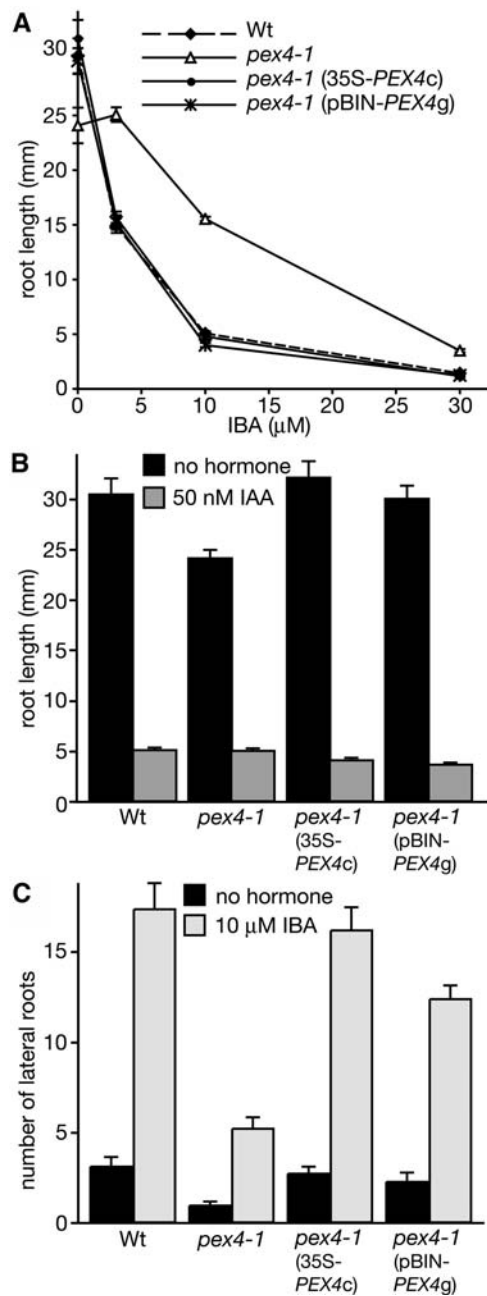 A
Wt
pex4-1
pex4-1 (35S-PEX4c)
pex4-1 (pBIN-PEX4g)
30
25
20
15
10
5
0
root length (mm)
0 5 10 15 20 25 30
IBA (μM)
B
no hormone
50 nM IAA
30
25
20
15
10
5
0
root length (mm)
Wt pex4-1 pex4-1 pex4-1
(35S- (pBIN-
PEX4c) PEX4g)
C
no hormone
10 μM IBA
15
10
5
0
number of lateral roots
Wt pex4-1 pex4-1 pex4-1
(35S- (pBIN-
PEX4c) PEX4g)